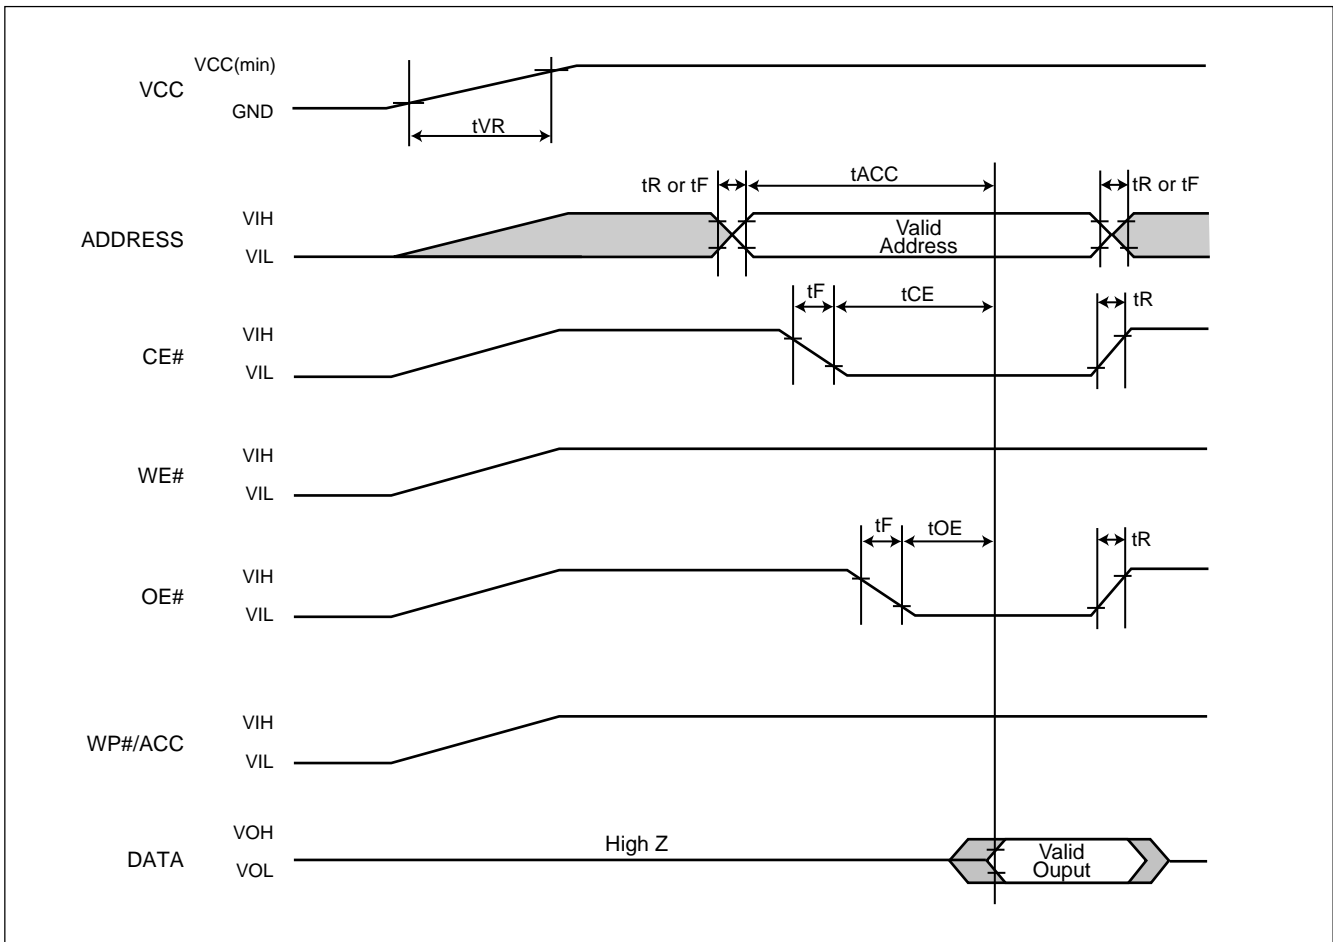 VCC(min)
VCC
GND
tVR
tR or tF
tACC
tR or tF
VIH
ADDRESS
VIL
Valid
Address
tF
tCE
tR
VIH
CE#
VIL
VIH
WE#
VIL
tF
tOE
tR
VIH
OE#
VIL
VIH
WP#/ACC
VIL
VOH
High Z
DATA
VOL
Valid
Ouput